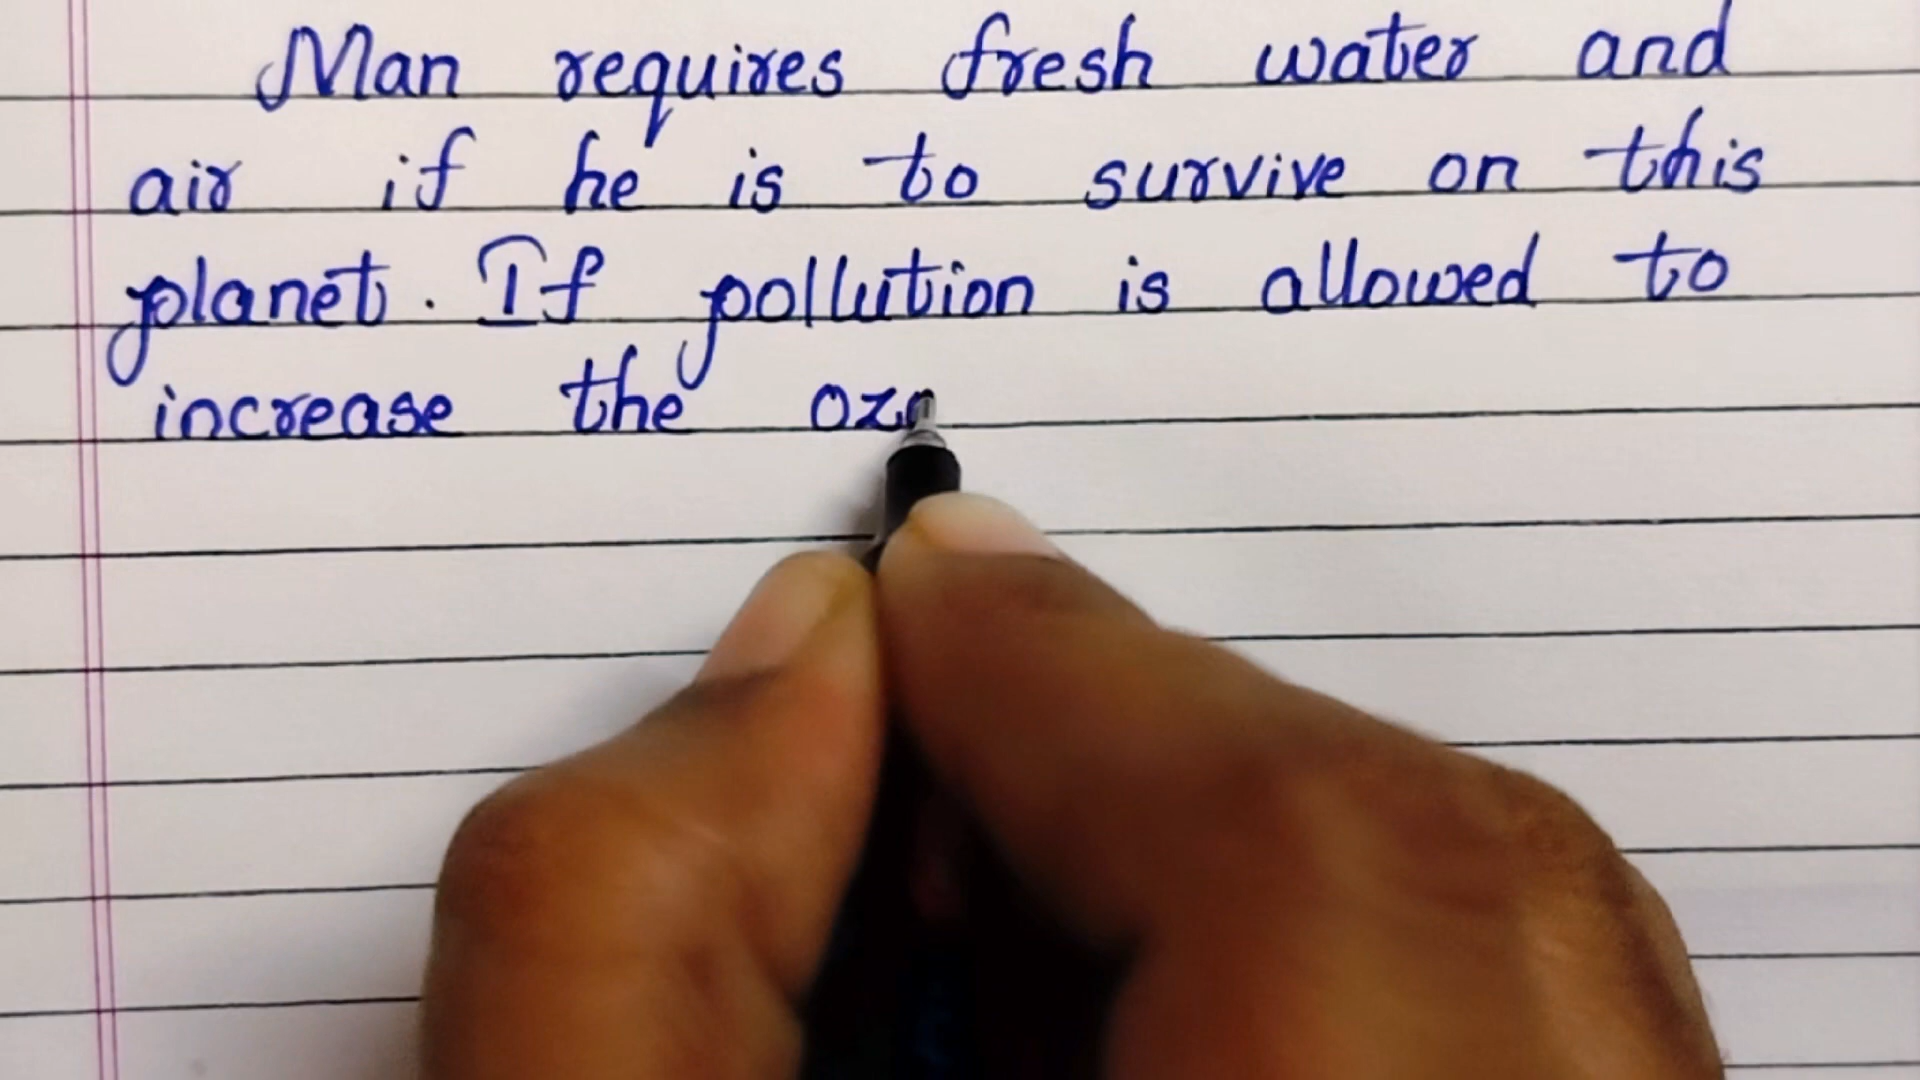 Man requires fresh water and
air if he is to survive on this
planet. If pollution is allowed to
increase the ozo